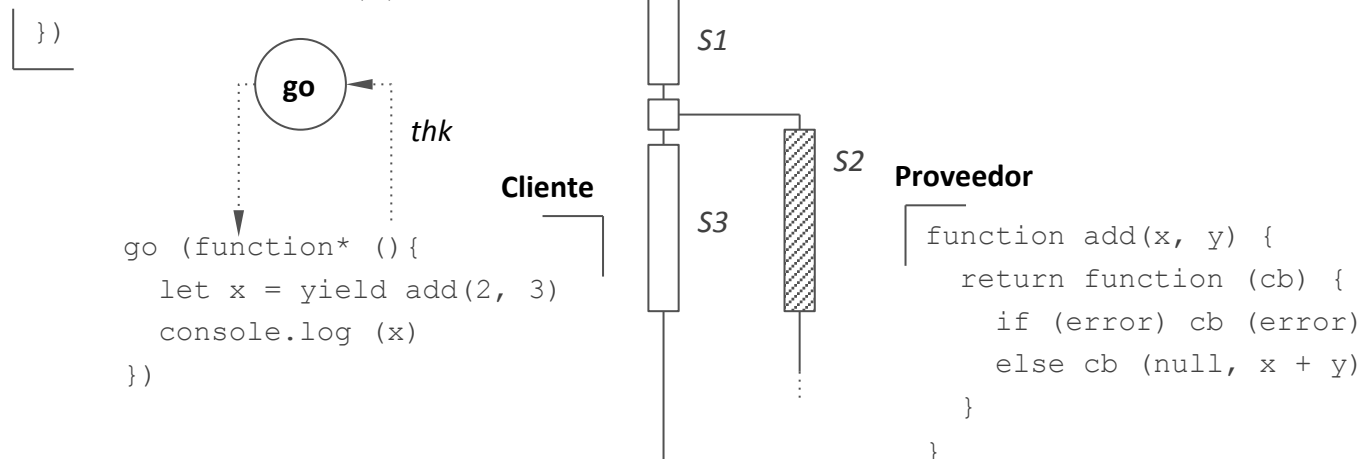 })
go
thk
Cliente
go (function* (){
let x = yield add(2, 3)
console.log (x)
})
S1
S2
S3
Proveedor
function add(x, y) {
return function (cb) {
if (error) cb (error)
else cb (null, x + y)
}
}